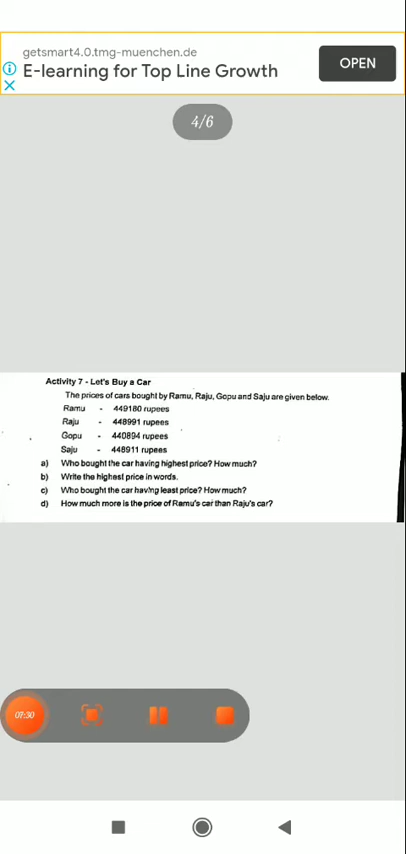 getsmart4.0.tmg-muenchen.de
E-learning for Top Line Growth
OPEN
4/6
Activity 7 - Let's Buy a Car
The prices of cars bought by Ramu, Raju, Gopu and Saju are given below.
Ramu - 449180 rupees
Raju - 448991 rupees
Gopu - 440894 rupees
Saju - 448911 rupees
a) Who bought the car having highest price? How much?
b) Write the highest price in words.
c) Who bought the car having least price? How much?
d) How much more is the price of Ramu's car than Raju's car?
07:30